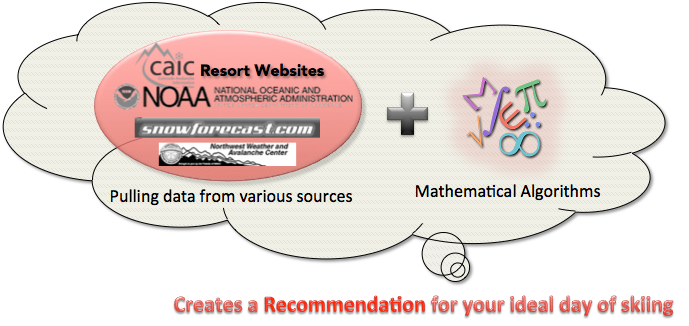 caic
Resort Websites
NOAA NATIONAL OCEANIC AND
ATMOSPHERIC ADMINISTRATION
snowforecast.com
Northwest Weather and
Avalanche Center
Pulling data from various sources
Mathematical Algorithms
Creates a Recommendation for your ideal day of skiing